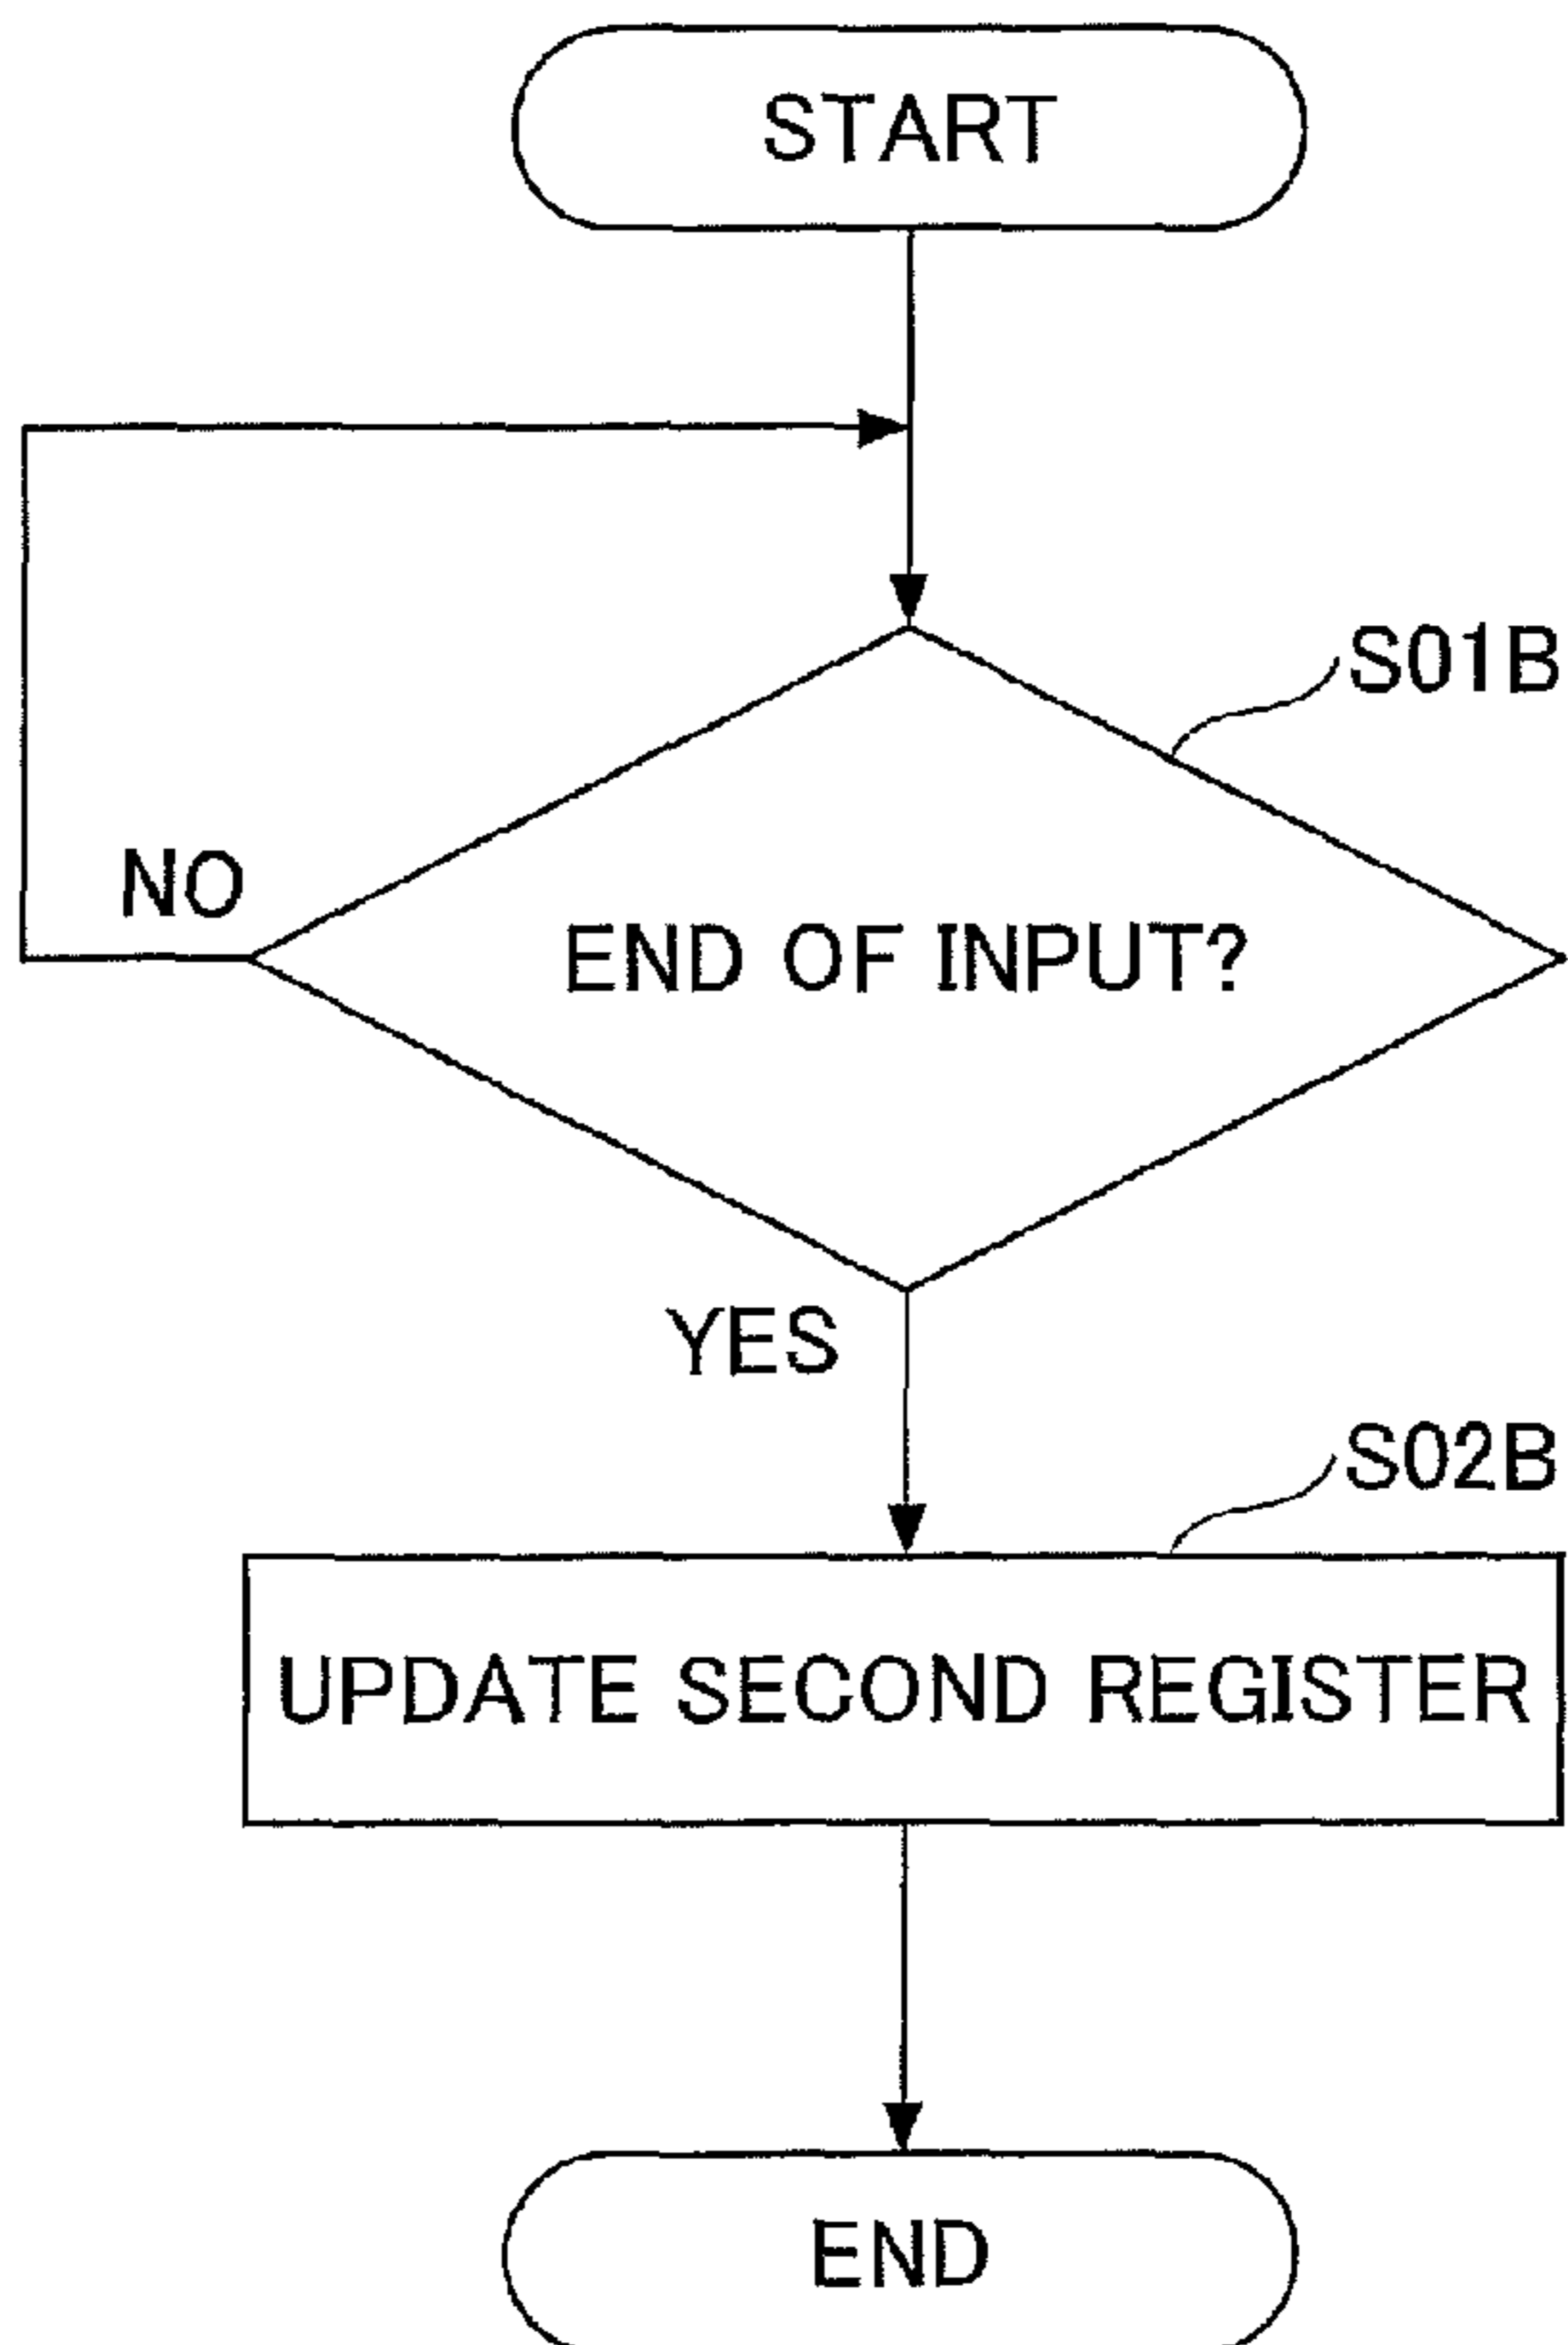 START
S01B
NO
END OF INPUT?
YES
S02B
UPDATE SECOND REGISTER
END